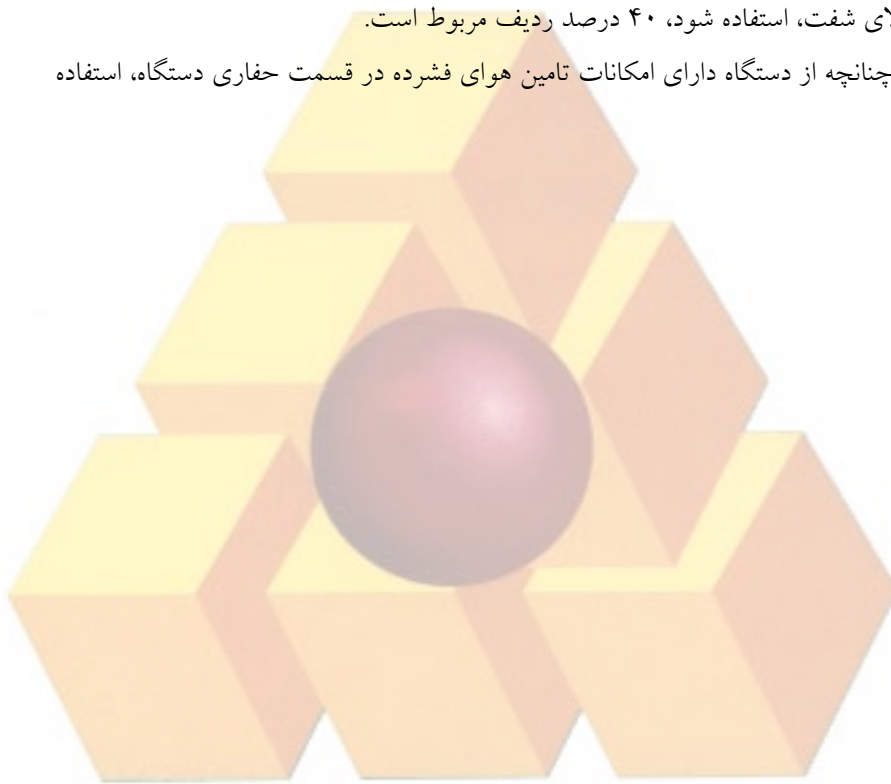 شفت، استفاده شود، ۴۰ درصد ردیف مربوط است.
چنانچه از دستگاه دارای امکانات تامین هوای فشرده در قسمت حفاری دستگاه، استفاده